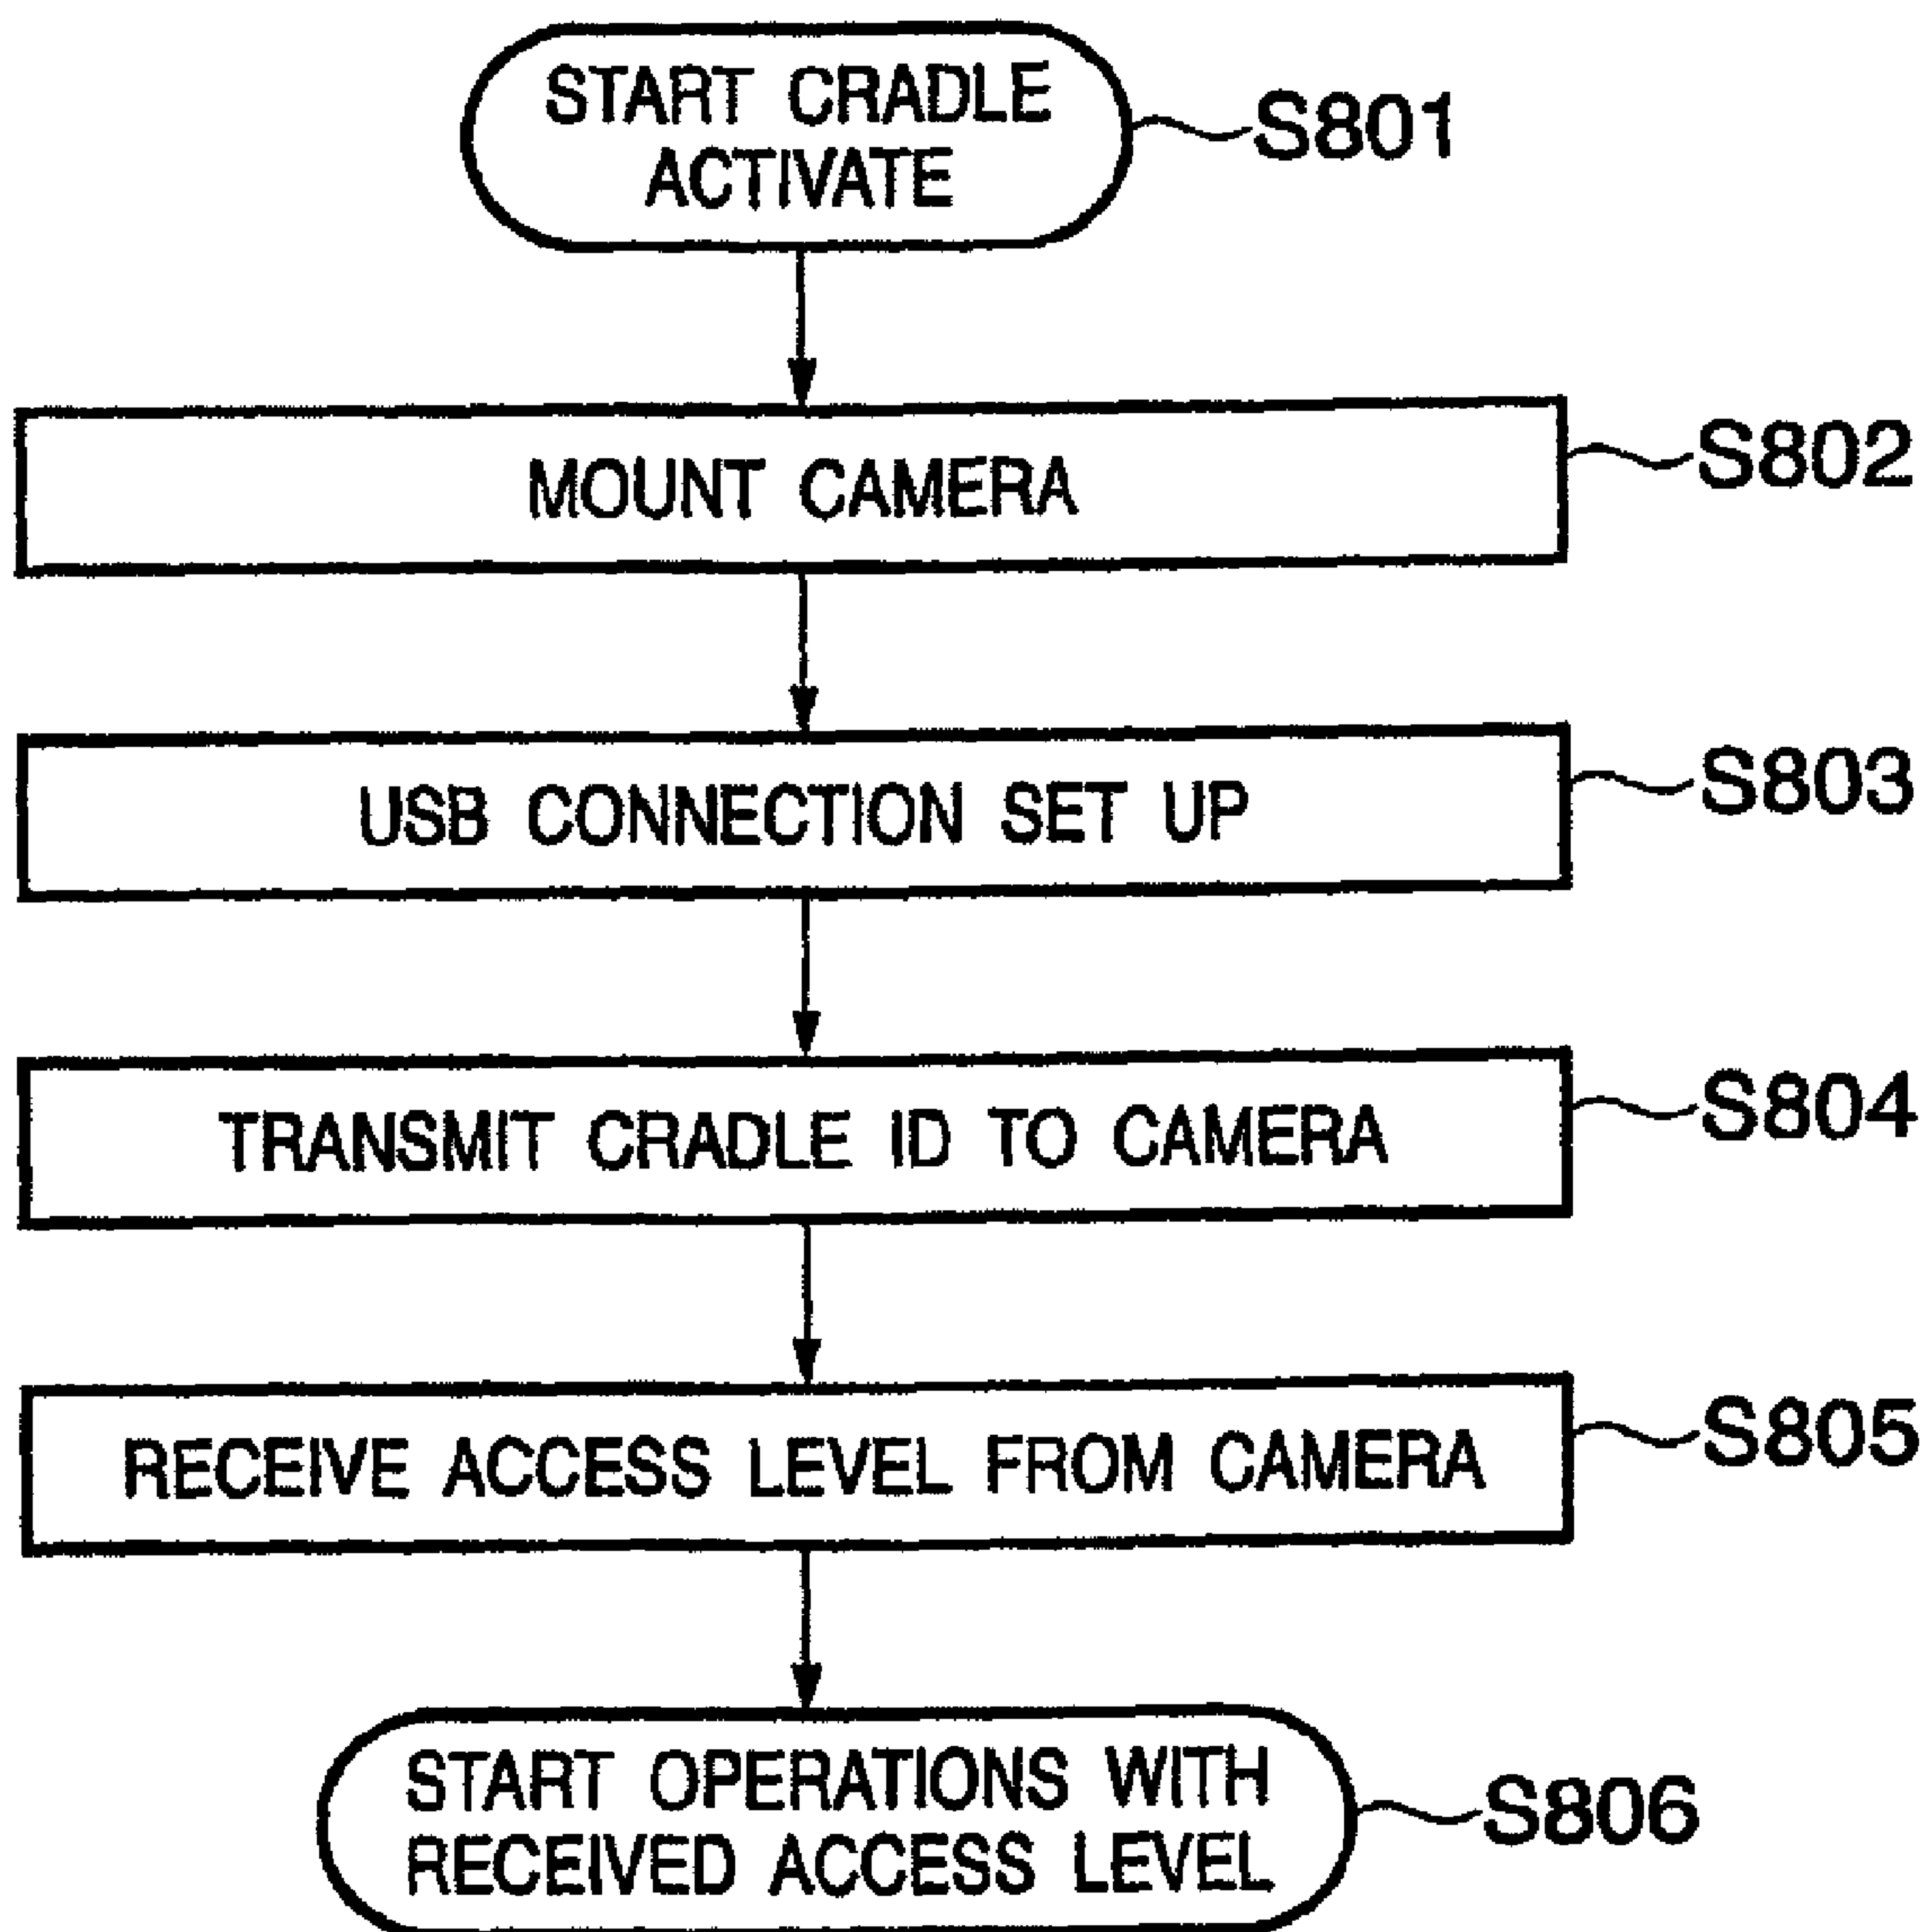 START CRADLE
ACTIVATE
S801
MOUNT CAMERA
S802
USB CONNECTION SET UP
S803
TRANSMIT CRADLE ID TO CAMERA
S804
RECEIVE ACCESS LEVEL FROM CAMERA
S805
START OPERATIONS WITH
RECEIVED ACCESS LEVEL
S806